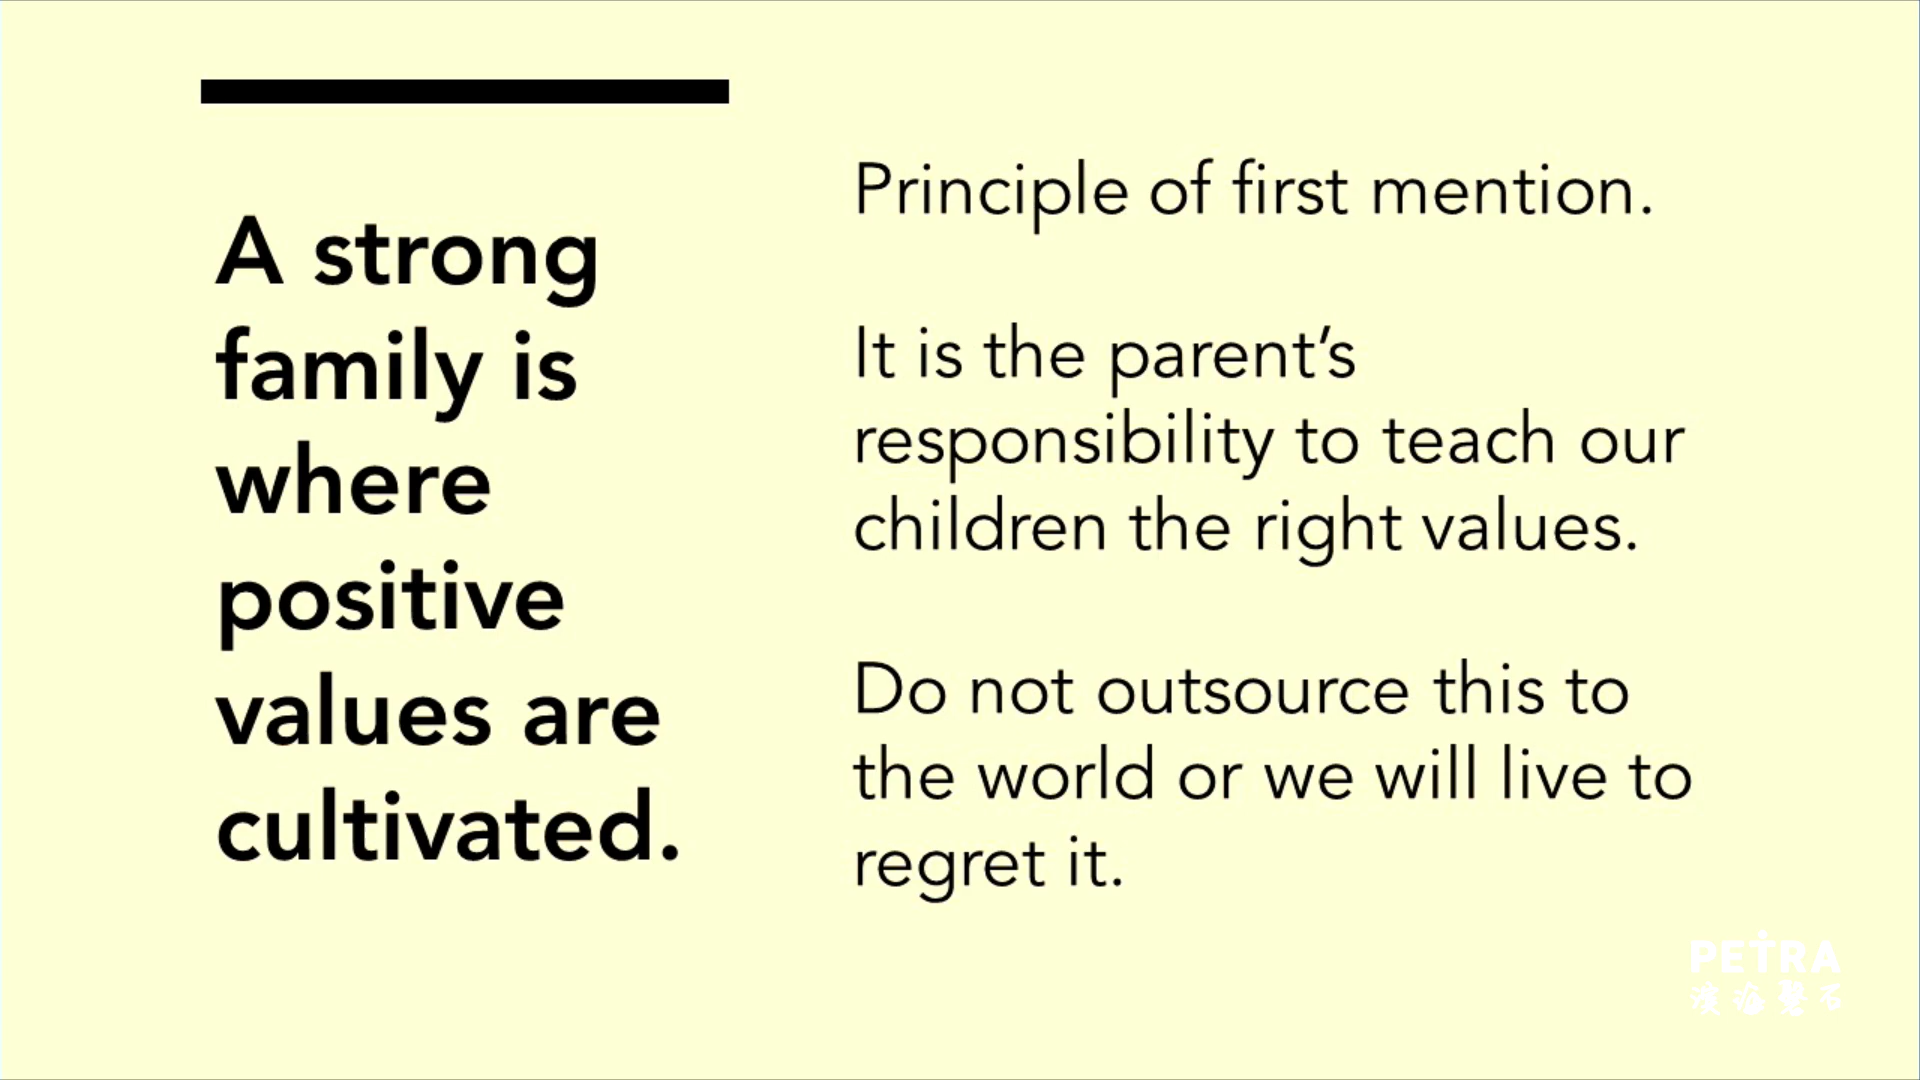 A strong
family is
where
positive
values are
cultivated.
Principle of first mention.
It is the parent’s
responsibility to teach our
children the right values.
Do not outsource this to
the world or we will live to
regret it.
PETRA